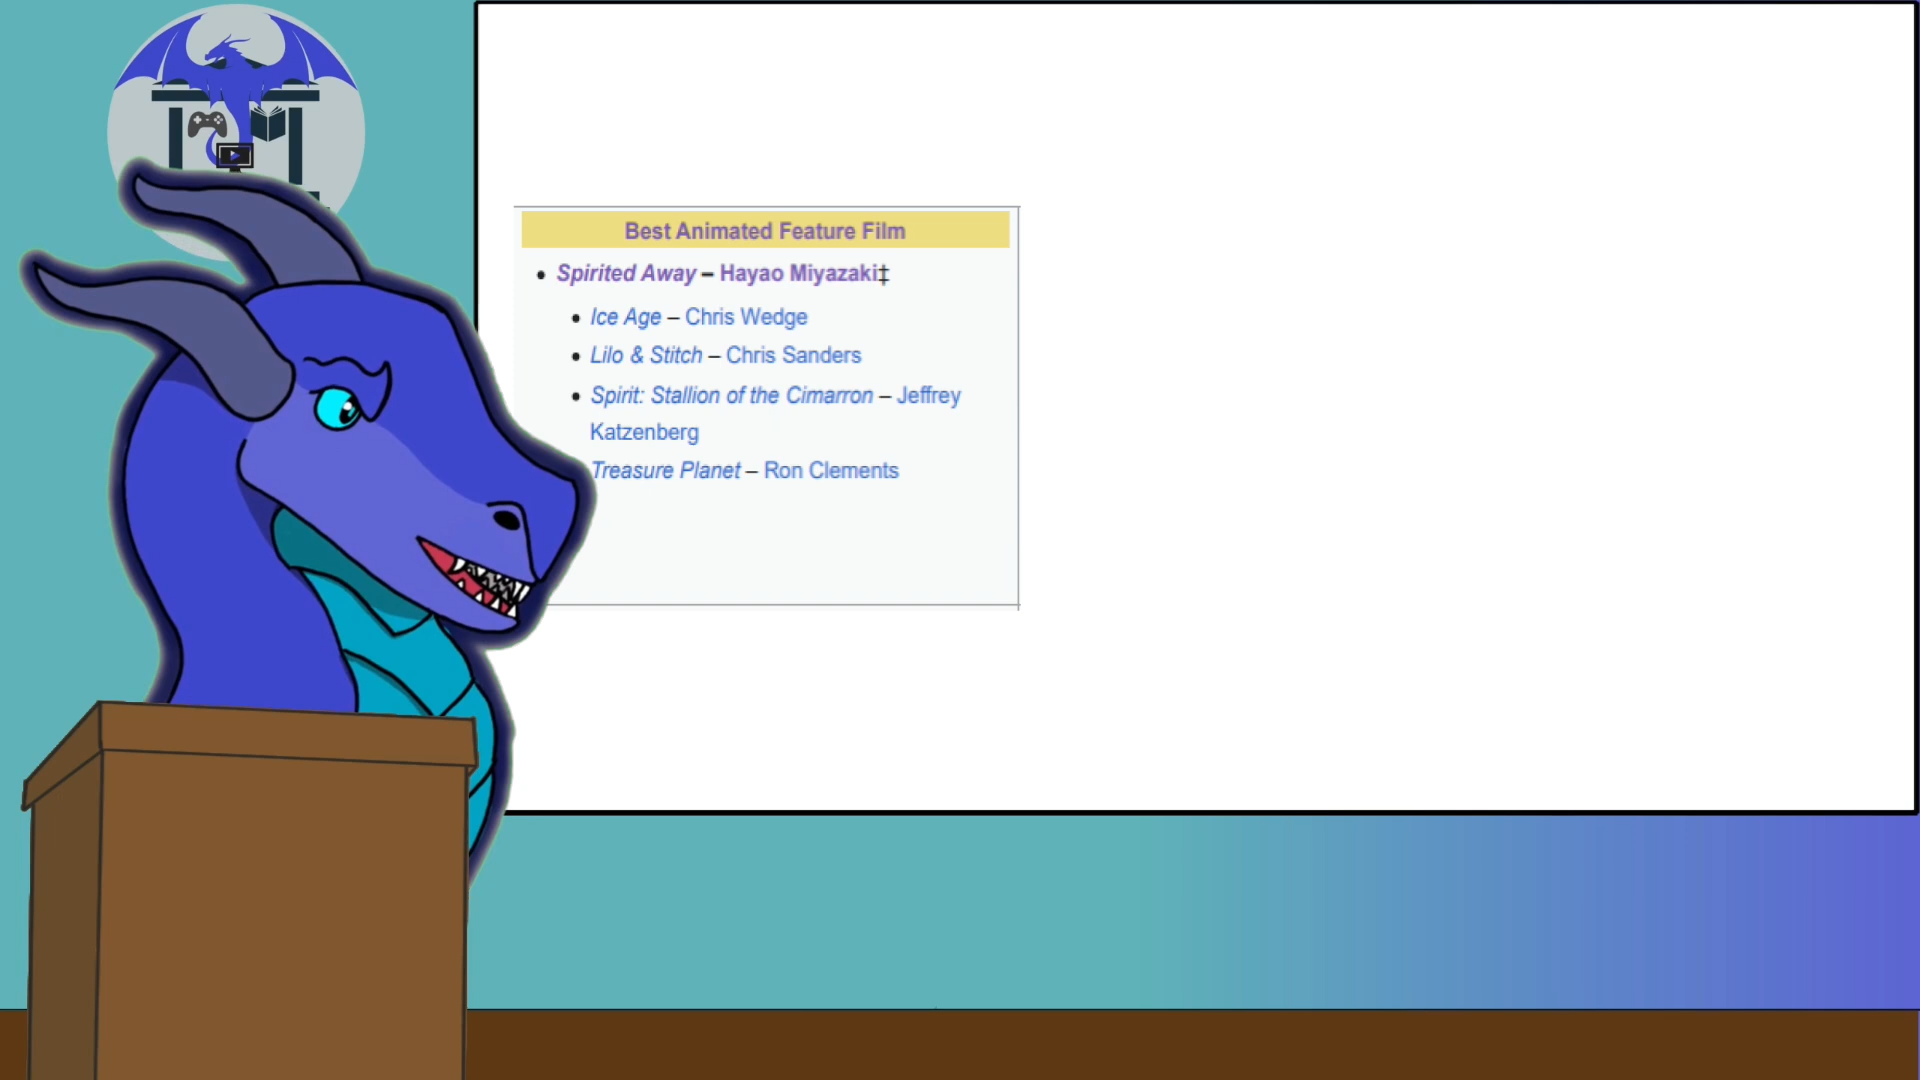 Best Animated Feature Film
• Spirited Away – Hayao Miyazaki‡
• Ice Age – Chris Wedge
• Lilo & Stitch – Chris Sanders
• Spirit: Stallion of the Cimarron – Jeffrey
Katzenberg
Treasure Planet – Ron Clements